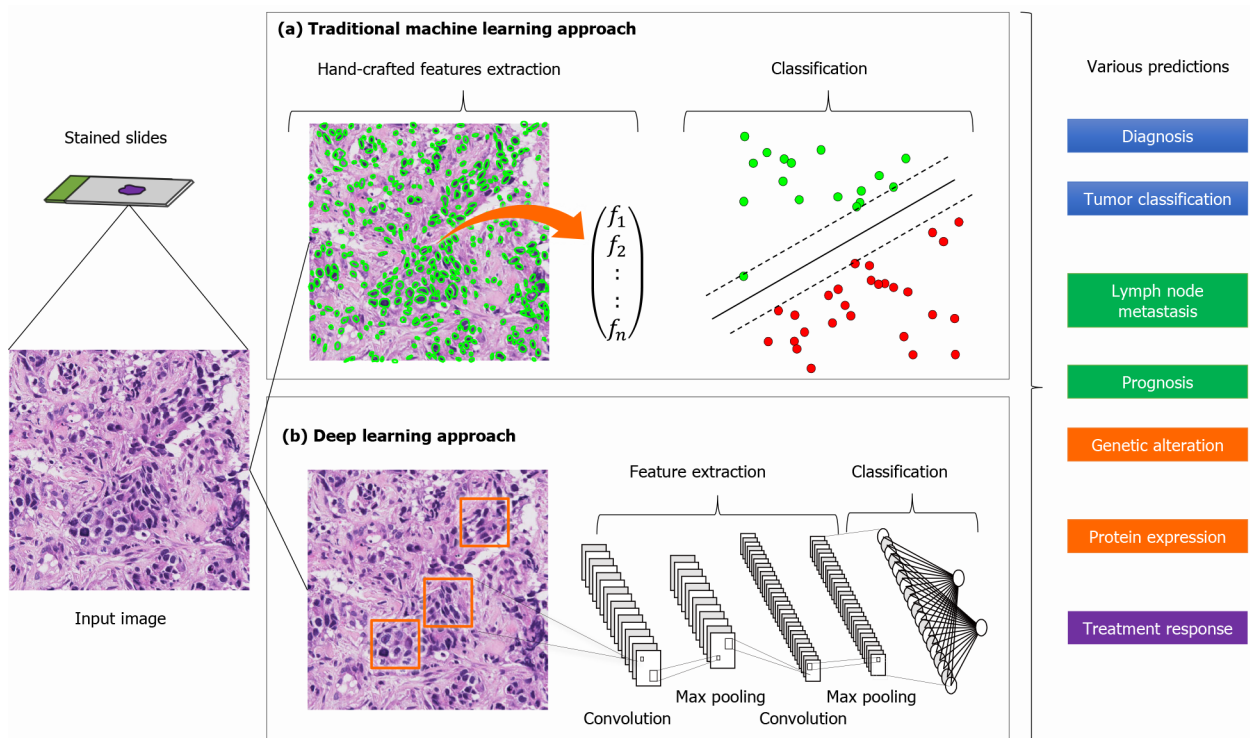 Stained slides
Input image
(a) Traditional machine learning approach
Hand-crafted features extraction
Classification
f1
f2
:
:
fn
(b) Deep learning approach
Feature extraction
Classification
Convolution
Max pooling
Convolution
Max pooling
Various predictions
Diagnosis
Tumor classification
Lymph node
metastasis
Prognosis
Genetic alteration
Protein expression
Treatment response